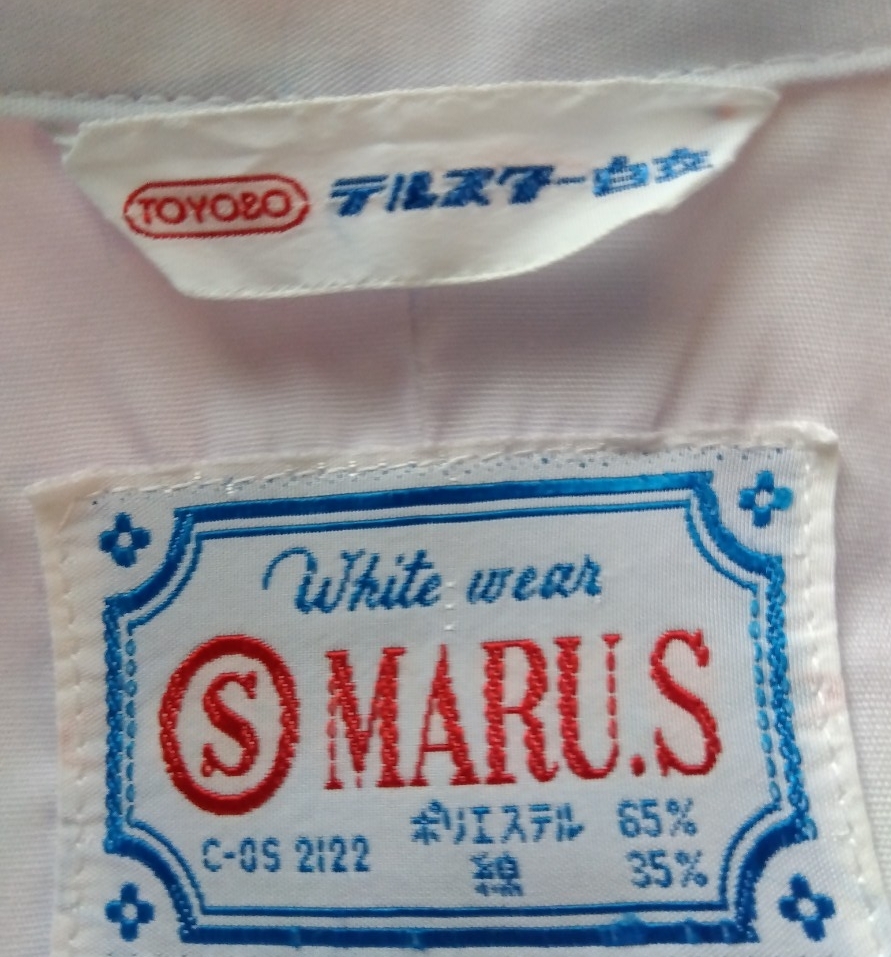 TOYOBO テルスター白衣
White wear
Ⓢ MARU.S
C-OS 2122 ポリエステル 65%
綿 35%